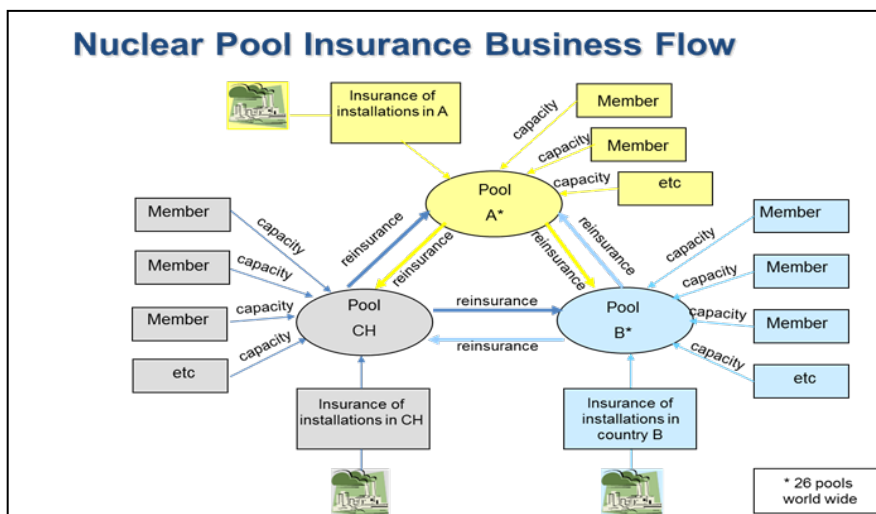 Nuclear Pool Insurance Business Flow
Insurance of
installations in A
capacity
Member
capacity
Member
capacity
etc
Pool
A*
Member
capacity
Member
capacity
Member
capacity
etc
capacity
reinsurance
reinsurance
reinsurance
reinsurance
Member
capacity
Member
capacity
Member
capacity
etc
capacity
Pool
CH
reinsurance
reinsurance
Pool
B*
Insurance of
installations in CH
Insurance of
installations in
country B
* 26 pools
world wide